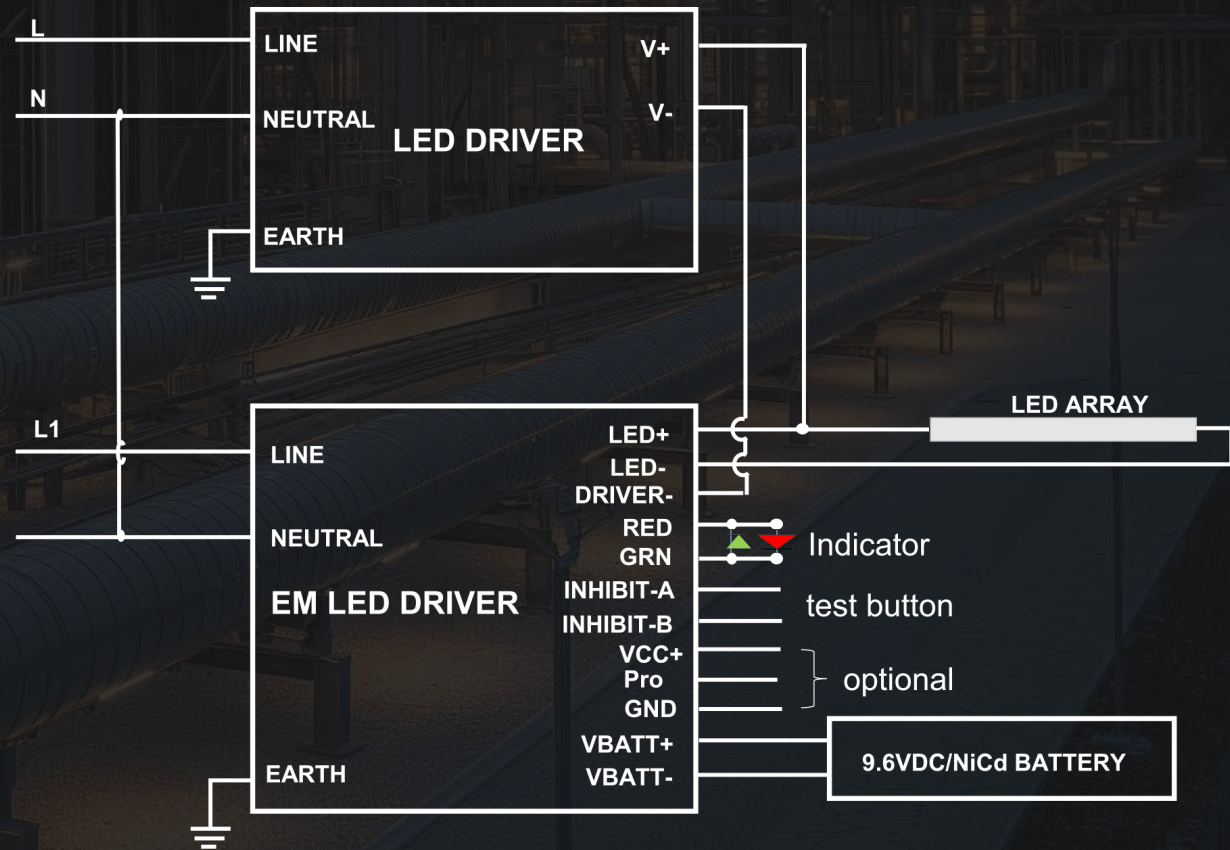 L
LINE
V+
N
NEUTRAL
V-
LED DRIVER
EARTH
L1
LINE
NEUTRAL
EM LED DRIVER
EARTH
LED+
LED-
DRIVER-
RED
GRN
INHIBIT-A
INHIBIT-B
VCC+
Pro
GND
VBATT+
VBATT-
LED ARRAY
Indicator
test button
optional
9.6VDC/NiCd BATTERY